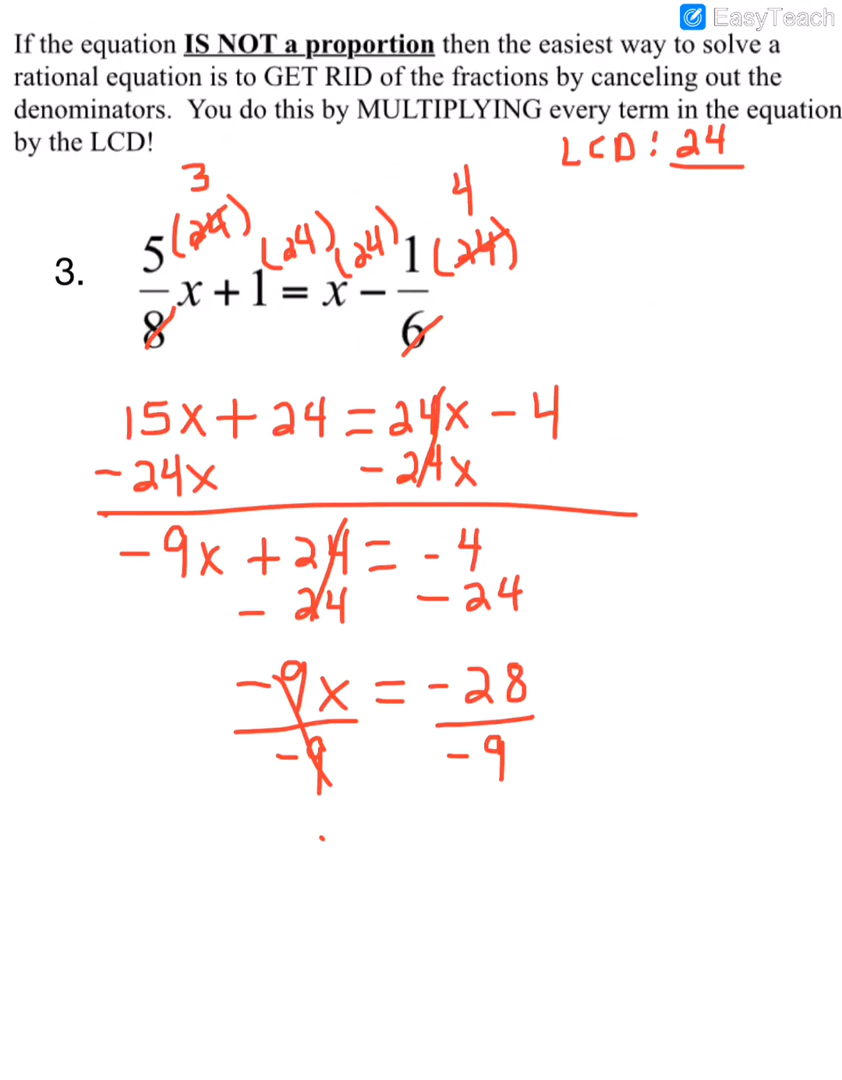 EasyTeach
If the equation IS NOT a proportion then the easiest way to solve a
rational equation is to GET RID of the fractions by canceling out the
denominators. You do this by MULTIPLYING every term in the equation
by the LCD!
LCD: 24
3 4
5(24) (24) (24) 1(24)
3. x + 1 = x −
8 6
15x + 24 = 24x - 4
- 24x - 24x
- 9x + 24 = - 4
- 24 - 24
-9x = -28
-9 -9